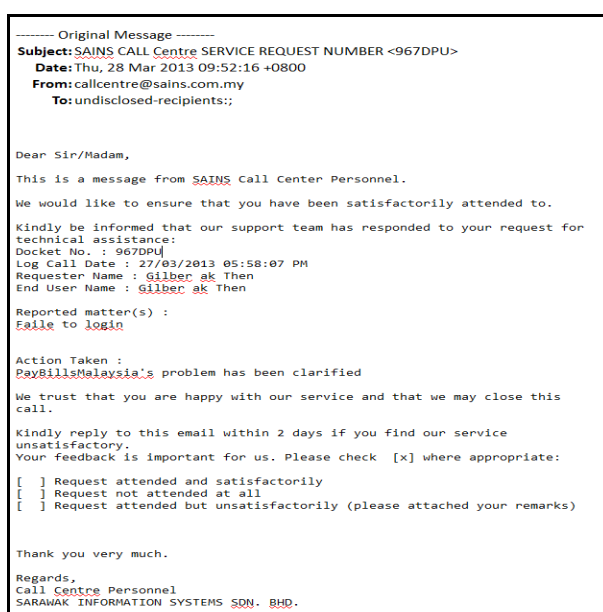 -------- Original Message --------
Subject: SAINS CALL Centre SERVICE REQUEST NUMBER <967DPU>
Date: Thu, 28 Mar 2013 09:52:16 +0800
From: callcentre@sains.com.my
To: undisclosed-recipients:;
Dear Sir/Madam,
This is a message from SAINS Call Center Personnel.
We would like to ensure that you have been satisfactorily attended to.
Kindly be informed that our support team has responded to your request for
technical assistance:
Docket No. : 967DPU
Log Call Date : 27/03/2013 05:58:07 PM
Requester Name : Gilber ak Then
End User Name : Gilber ak Then
Reported matter(s) :
Faile to login
Action Taken :
PayBillsMalaysia's problem has been clarified
We trust that you are happy with our service and that we may close this
call.
Kindly reply to this email within 2 days if you find our service
unsatisfactory.
Your feedback is important for us. Please check  [x] where appropriate:
[  ] Request attended and satisfactorily
[  ] Request not attended at all
[  ] Request attended but unsatisfactorily (please attached your remarks)
Thank you very much.
Regards,
Call Centre Personnel
SARAWAK INFORMATION SYSTEMS SDN. BHD.